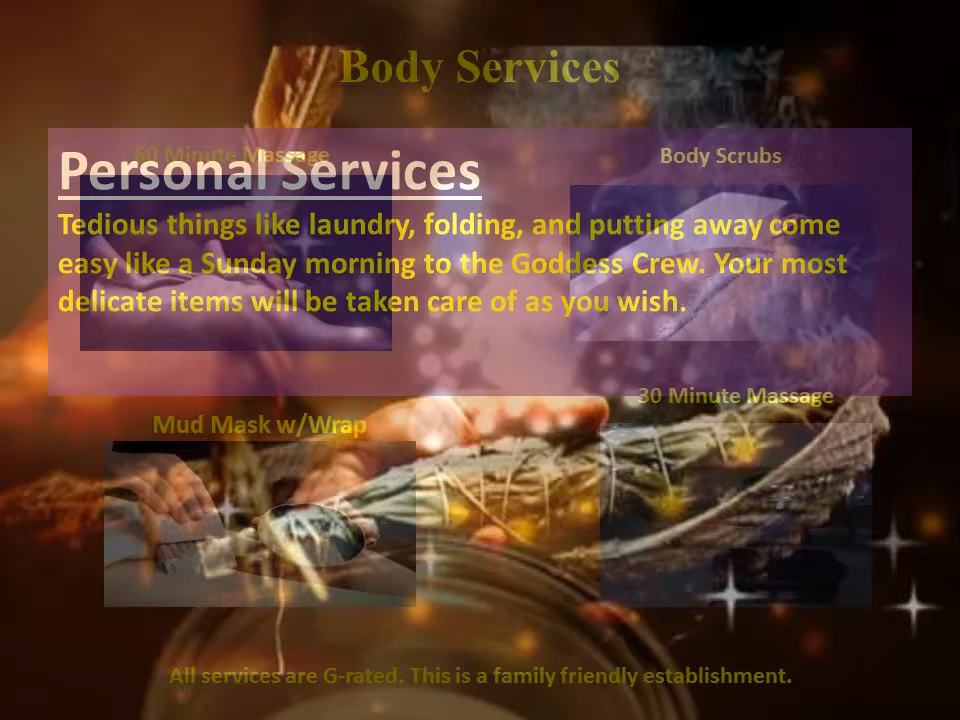 Body Services
60 Minute Massage
Body Scrubs
Personal Services
Tedious things like laundry, folding, and putting away come
easy like a Sunday morning to the Goddess Crew. Your most
delicate items will be taken care of as you wish.
30 Minute Massage
Mud Mask w/Wrap
All services are G-rated. This is a family friendly establishment.